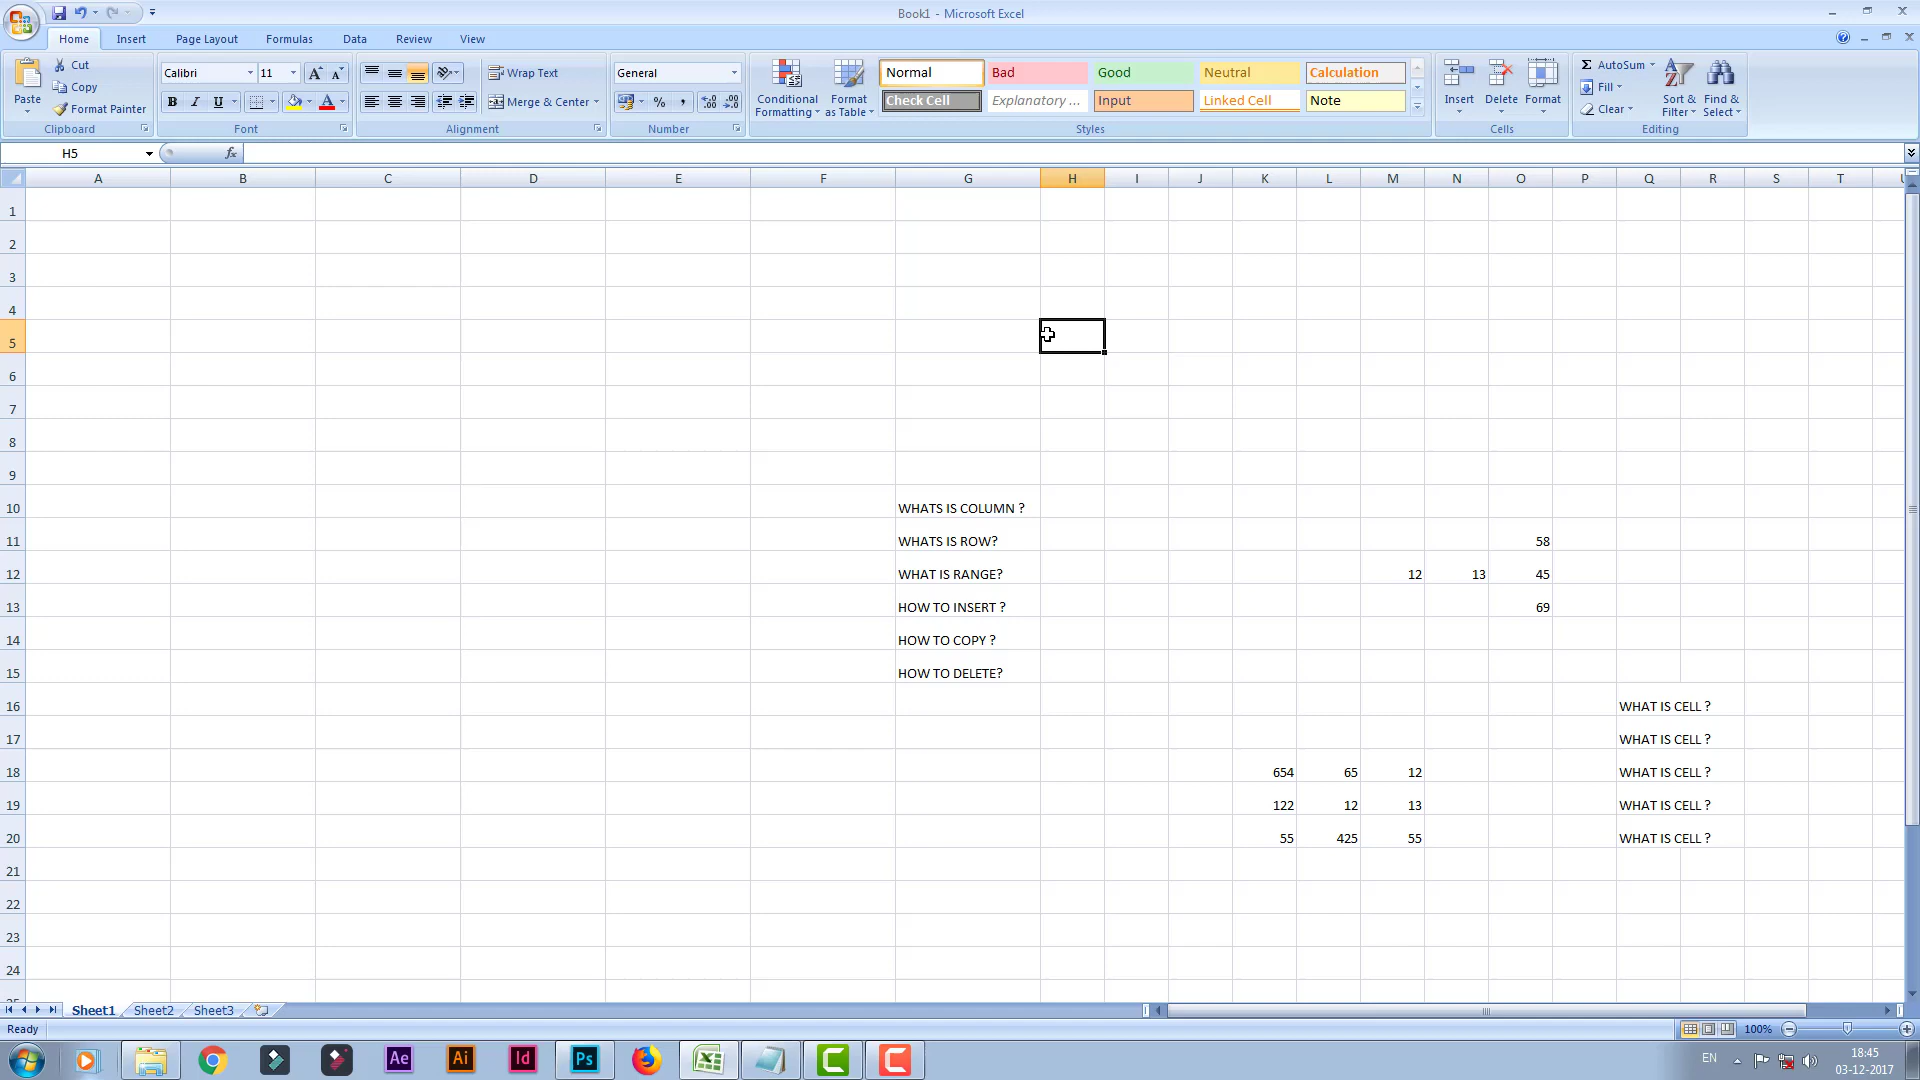 Book1 - Microsoft Excel
Home Insert Page Layout Formulas Data Review View
Paste
Cut
Copy
Format Painter
Clipboard
Calibri 11
B I U
Font
Wrap Text
Merge & Center
Alignment
General
%
Number
Conditional Formatting
Format as Table
Normal Bad Good Neutral Calculation
Check Cell Explanatory ... Input Linked Cell Note
Styles
Insert Delete Format
Cells
AutoSum
Fill
Clear
Sort & Filter
Find & Select
Editing
H5
fx
A B C D E F G H I J K L M N O P Q R S T U
1
2
3
4
5
6
7
8
9
10 WHATS IS COLUMN ?
11 WHATS IS ROW? 58
12 WHAT IS RANGE? 12 13 45
13 HOW TO INSERT ? 69
14 HOW TO COPY ?
15 HOW TO DELETE?
16 WHAT IS CELL ?
17 WHAT IS CELL ?
18 654 65 12 WHAT IS CELL ?
19 122 12 13 WHAT IS CELL ?
20 55 425 55 WHAT IS CELL ?
21
22
23
24
25
Sheet1 Sheet2 Sheet3
Ready
100%
Ae Ai Id Ps
EN
18:45
03-12-2017